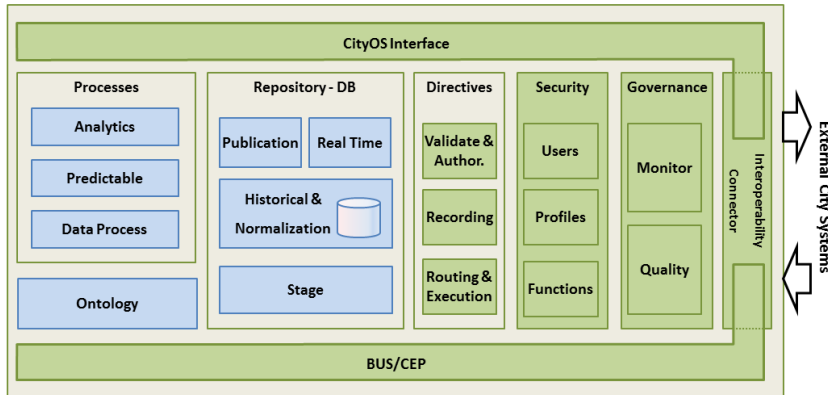 CityOS Interface
Processes
Analytics
Predictable
Data Process
Ontology
Repository - DB
Publication
Real Time
Historical &
Normalization
Stage
Directives
Validate &
Author.
Recording
Routing &
Execution
Security
Users
Profiles
Functions
Governance
Monitor
Quality
Interoperability
Connector
External City Systems
BUS/CEP